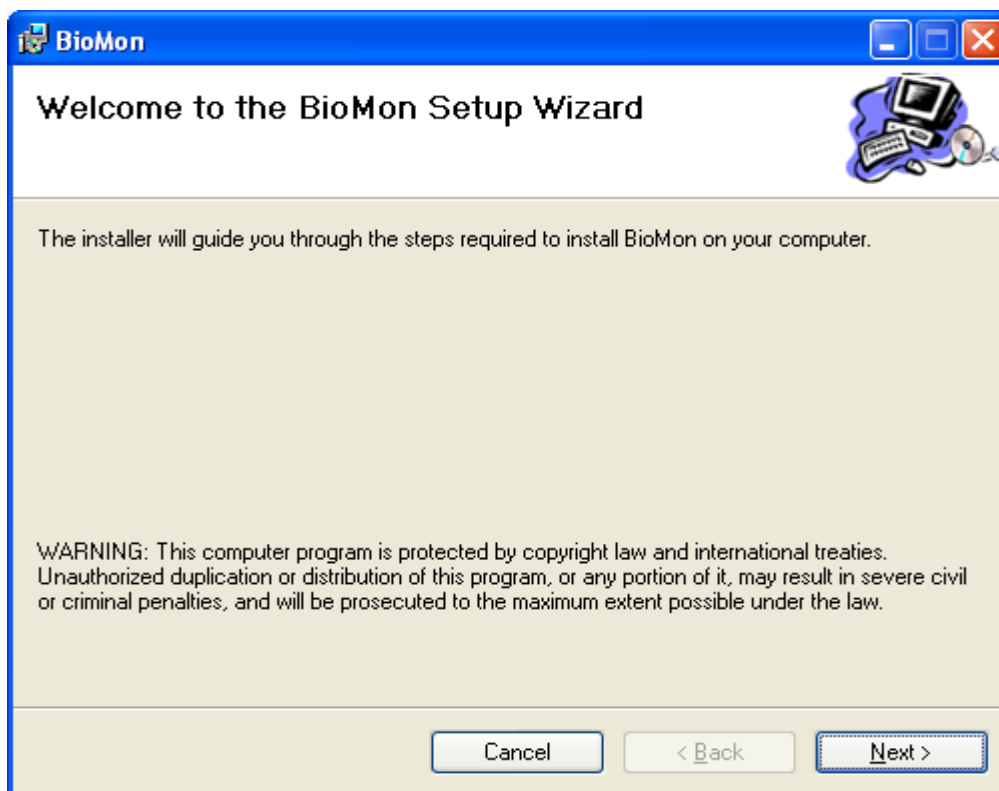 BioMon
Welcome to the BioMon Setup Wizard
The installer will guide you through the steps required to install BioMon on your computer.
WARNING: This computer program is protected by copyright law and international treaties.
Unauthorized duplication or distribution of this program, or any portion of it, may result in severe civil
or criminal penalties, and will be prosecuted to the maximum extent possible under the law.
Cancel
< Back
Next >